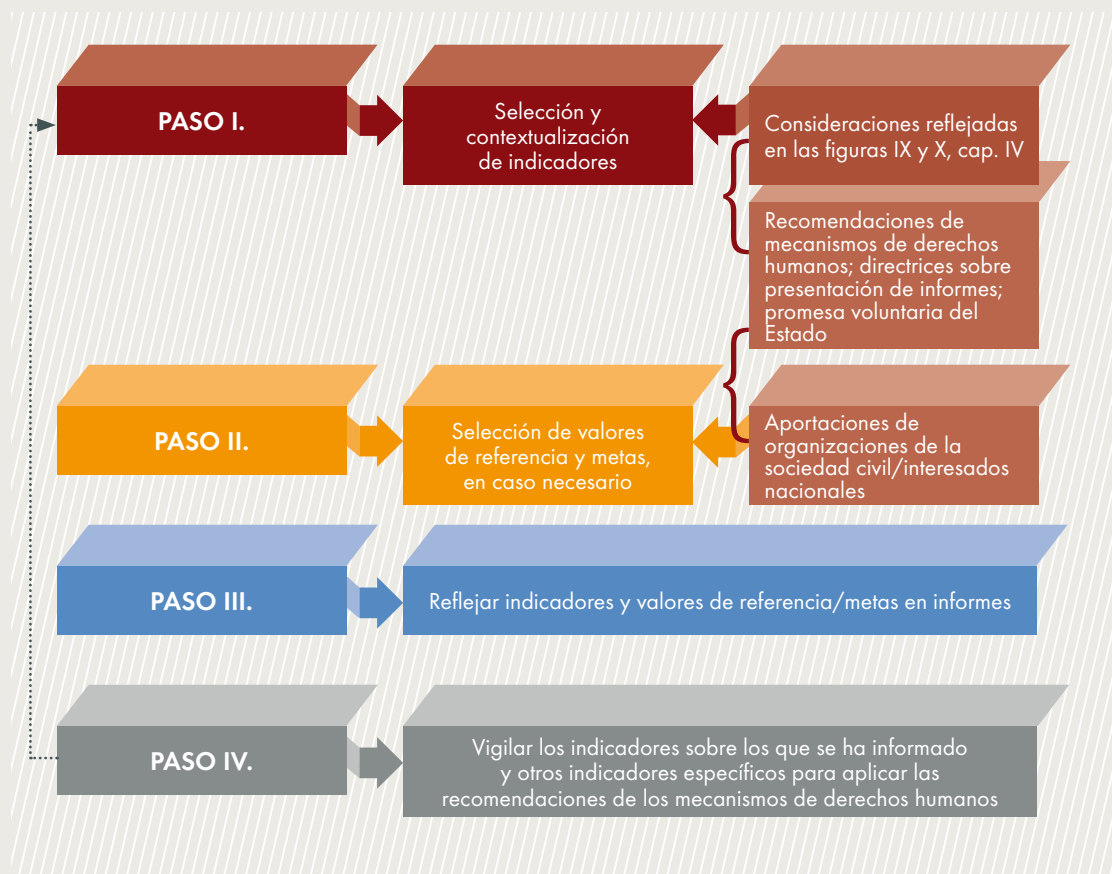 PASO I.
Selección y
contextualización
de indicadores
Consideraciones reflejadas
en las figuras IX y X, cap. IV
Recomendaciones de
mecanismos de derechos
humanos; directrices sobre
presentación de informes;
promesa voluntaria del
Estado
PASO II.
Selección de valores
de referencia y metas,
en caso necesario
Aportaciones de
organizaciones de la
sociedad civil/interesados
nacionales
PASO III.
Reflejar indicadores y valores de referencia/metas en informes
PASO IV.
Vigilar los indicadores sobre los que se ha informado
y otros indicadores específicos para aplicar las
recomendaciones de los mecanismos de derechos humanos